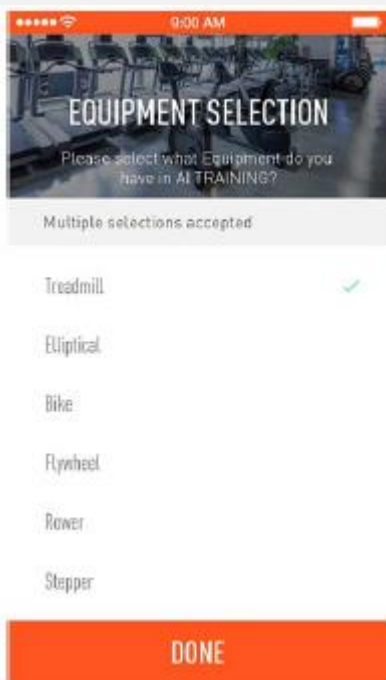 9:00 AM
EQUIPMENT SELECTION
Please select what Equipment do you
have in AI TRAINING?
Multiple selections accepted
Treadmill
Elliptical
Bike
Flywheel
Rower
Stepper
DONE